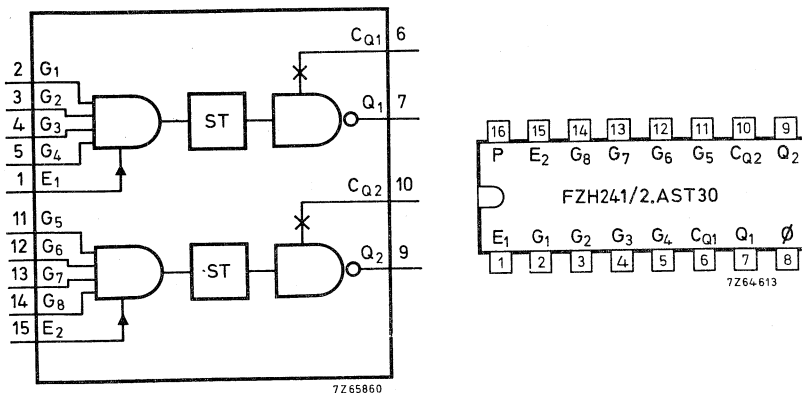 2 G1
3 G2
4 G3
5 G4
1 E1
ST
CQ1 6
Q1 7
11 G5
12 G6
13 G7
14 G8
15 E2
ST
CQ2 10
Q2 9
7Z65860
16 15 14 13 12 11 10 9
P E2 G8 G7 G6 G5 CQ2 Q2
FZH241/2.AST30
E1 G1 G2 G3 G4 CQ1 Q1 Ø
1 2 3 4 5 6 7 8
7Z64613